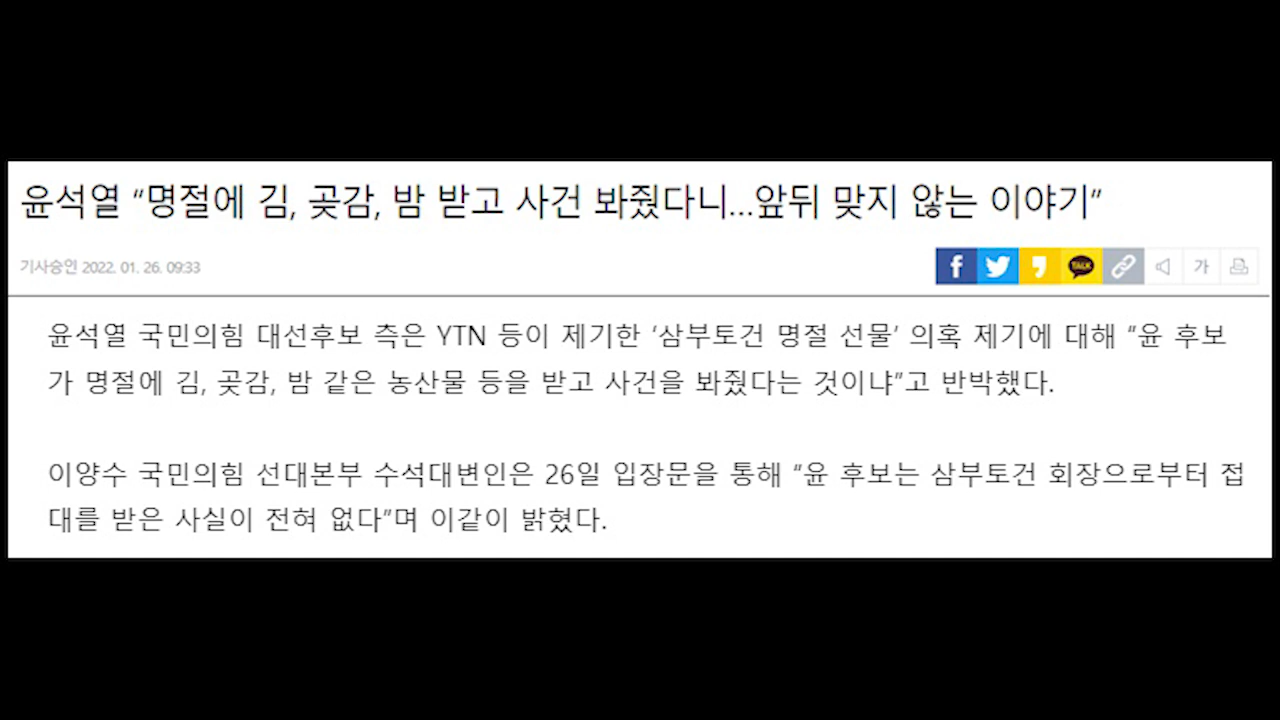 윤석열 “명절에 김, 곶감, 밤 받고 사건 봐줬다니...앞뒤 맞지 않는 이야기”
기사승인 2022. 01. 26. 09:33
f
TALK
가
윤석열 국민의힘 대선후보 측은 YTN 등이 제기한 ‘삼부토건 명절 선물’ 의혹 제기에 대해 “윤 후보
가 명절에 김, 곶감, 밤 같은 농산물 등을 받고 사건을 봐줬다는 것이냐”고 반박했다.
이양수 국민의힘 선대본부 수석대변인은 26일 입장문을 통해 “윤 후보는 삼부토건 회장으로부터 접
대를 받은 사실이 전혀 없다”며 이같이 밝혔다.